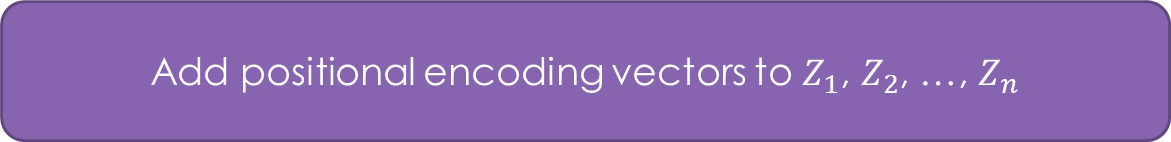 Add positional encoding vectors to Z₁, Z₂, …, Zₙ